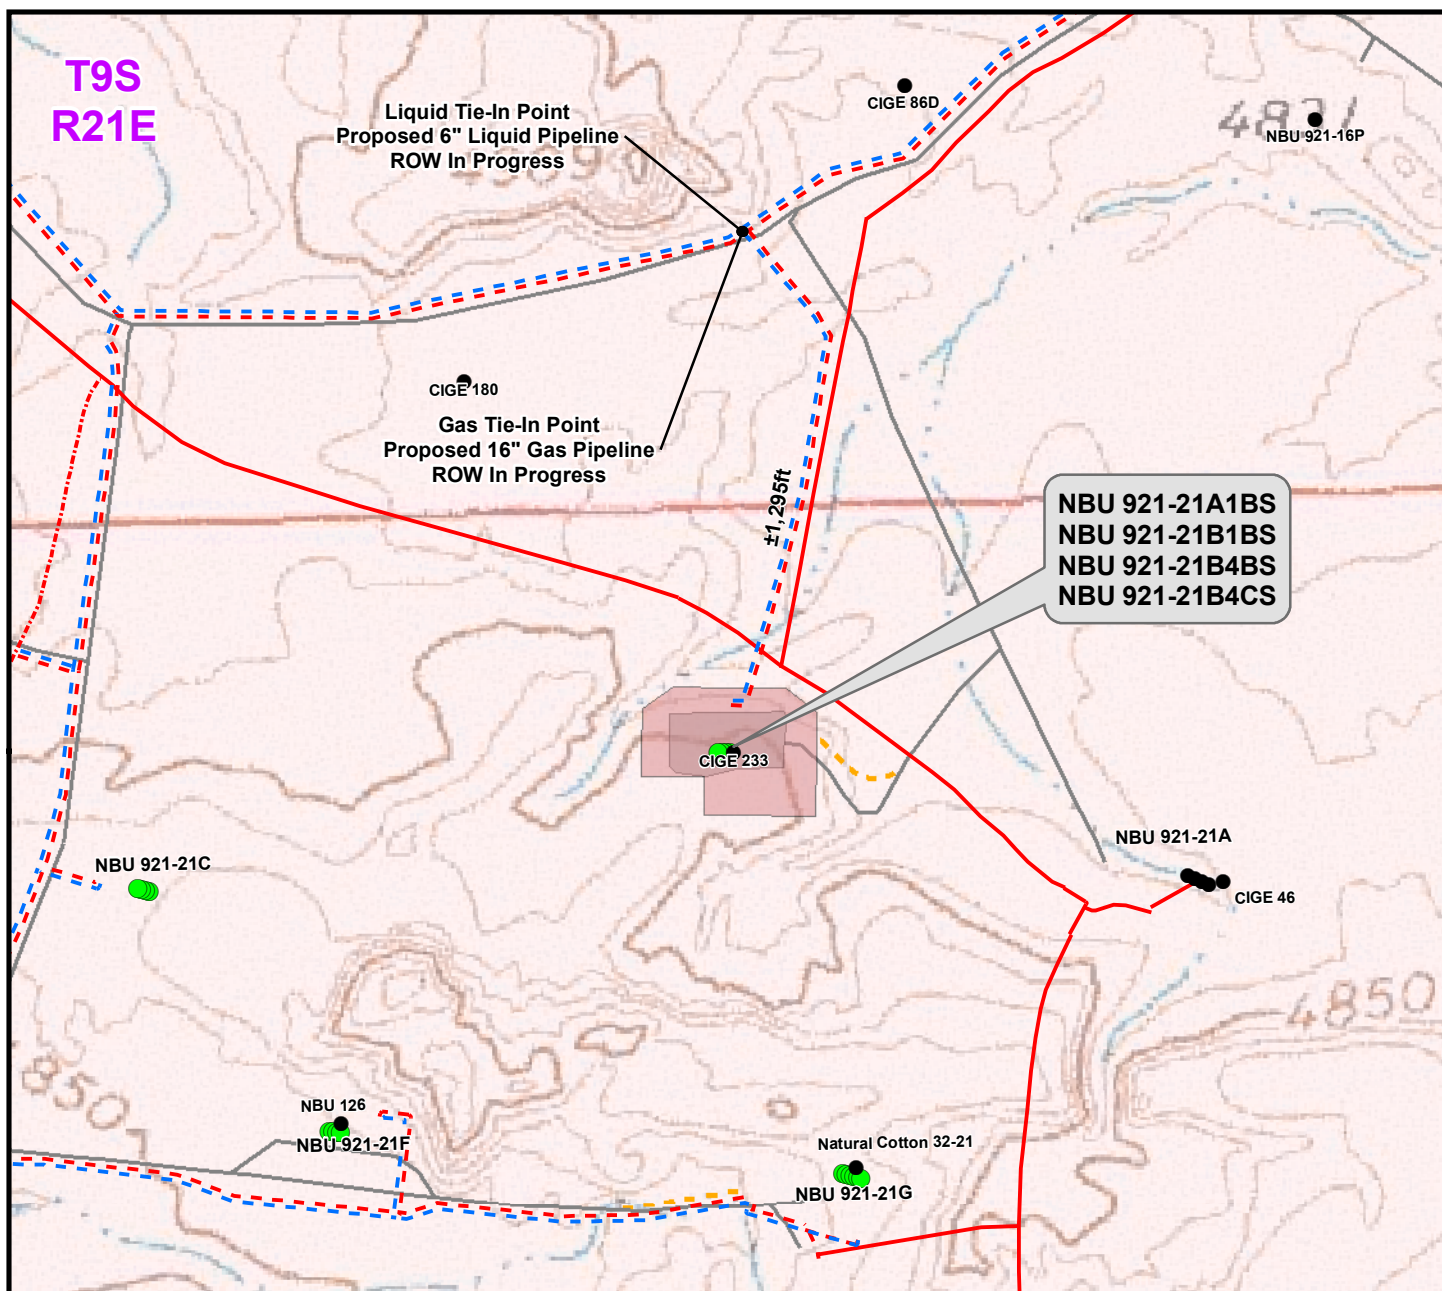 T9S
R21E
Liquid Tie-In Point
Proposed 6" Liquid Pipeline
ROW In Progress
CIGE 86D
4831
NBU 921-16P
CIGE 180
Gas Tie-In Point
Proposed 16" Gas Pipeline
ROW In Progress
±1,295ft
NBU 921-21A1BS
NBU 921-21B1BS
NBU 921-21B4BS
NBU 921-21B4CS
CIGE 233
NBU 921-21A
CIGE 46
NBU 921-21C
4850
850
NBU 126
NBU 921-21F
Natural Cotton 32-21
NBU 921-21G